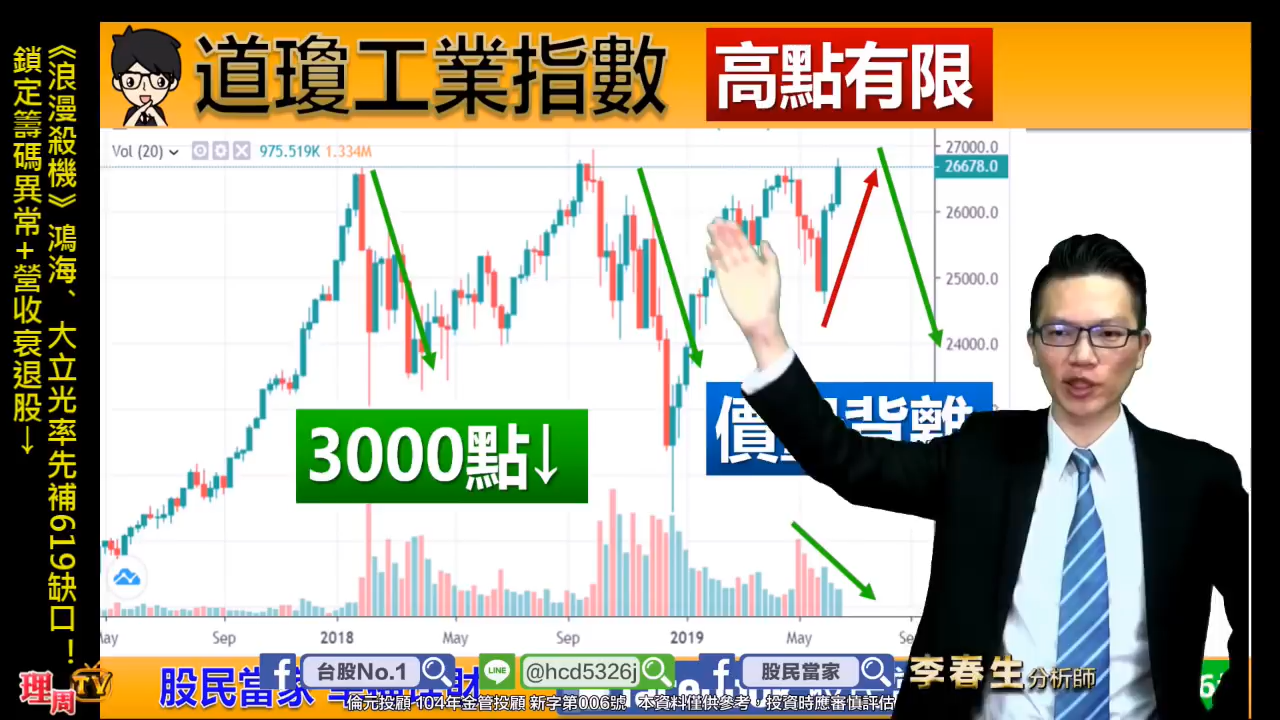 《浪漫殺機》鴻海、大立光率先補619缺口！
鎖定籌碼異常+營收衰退股↓
道瓊工業指數
高點有限
Vol (20)
975.519K 1.334M
27000.0
26678.0
26000.0
25000.0
24000.0
3000點↓
價
背離
May
Sep
2018
May
Sep
2019
May
理周TV
股民當家
台股No.1
LINE
@hcd5326j
股民當家
李春生 分析師
倫元投顧 104年金管投顧 新字第006號 本資料僅供參考，投資時應審慎評估